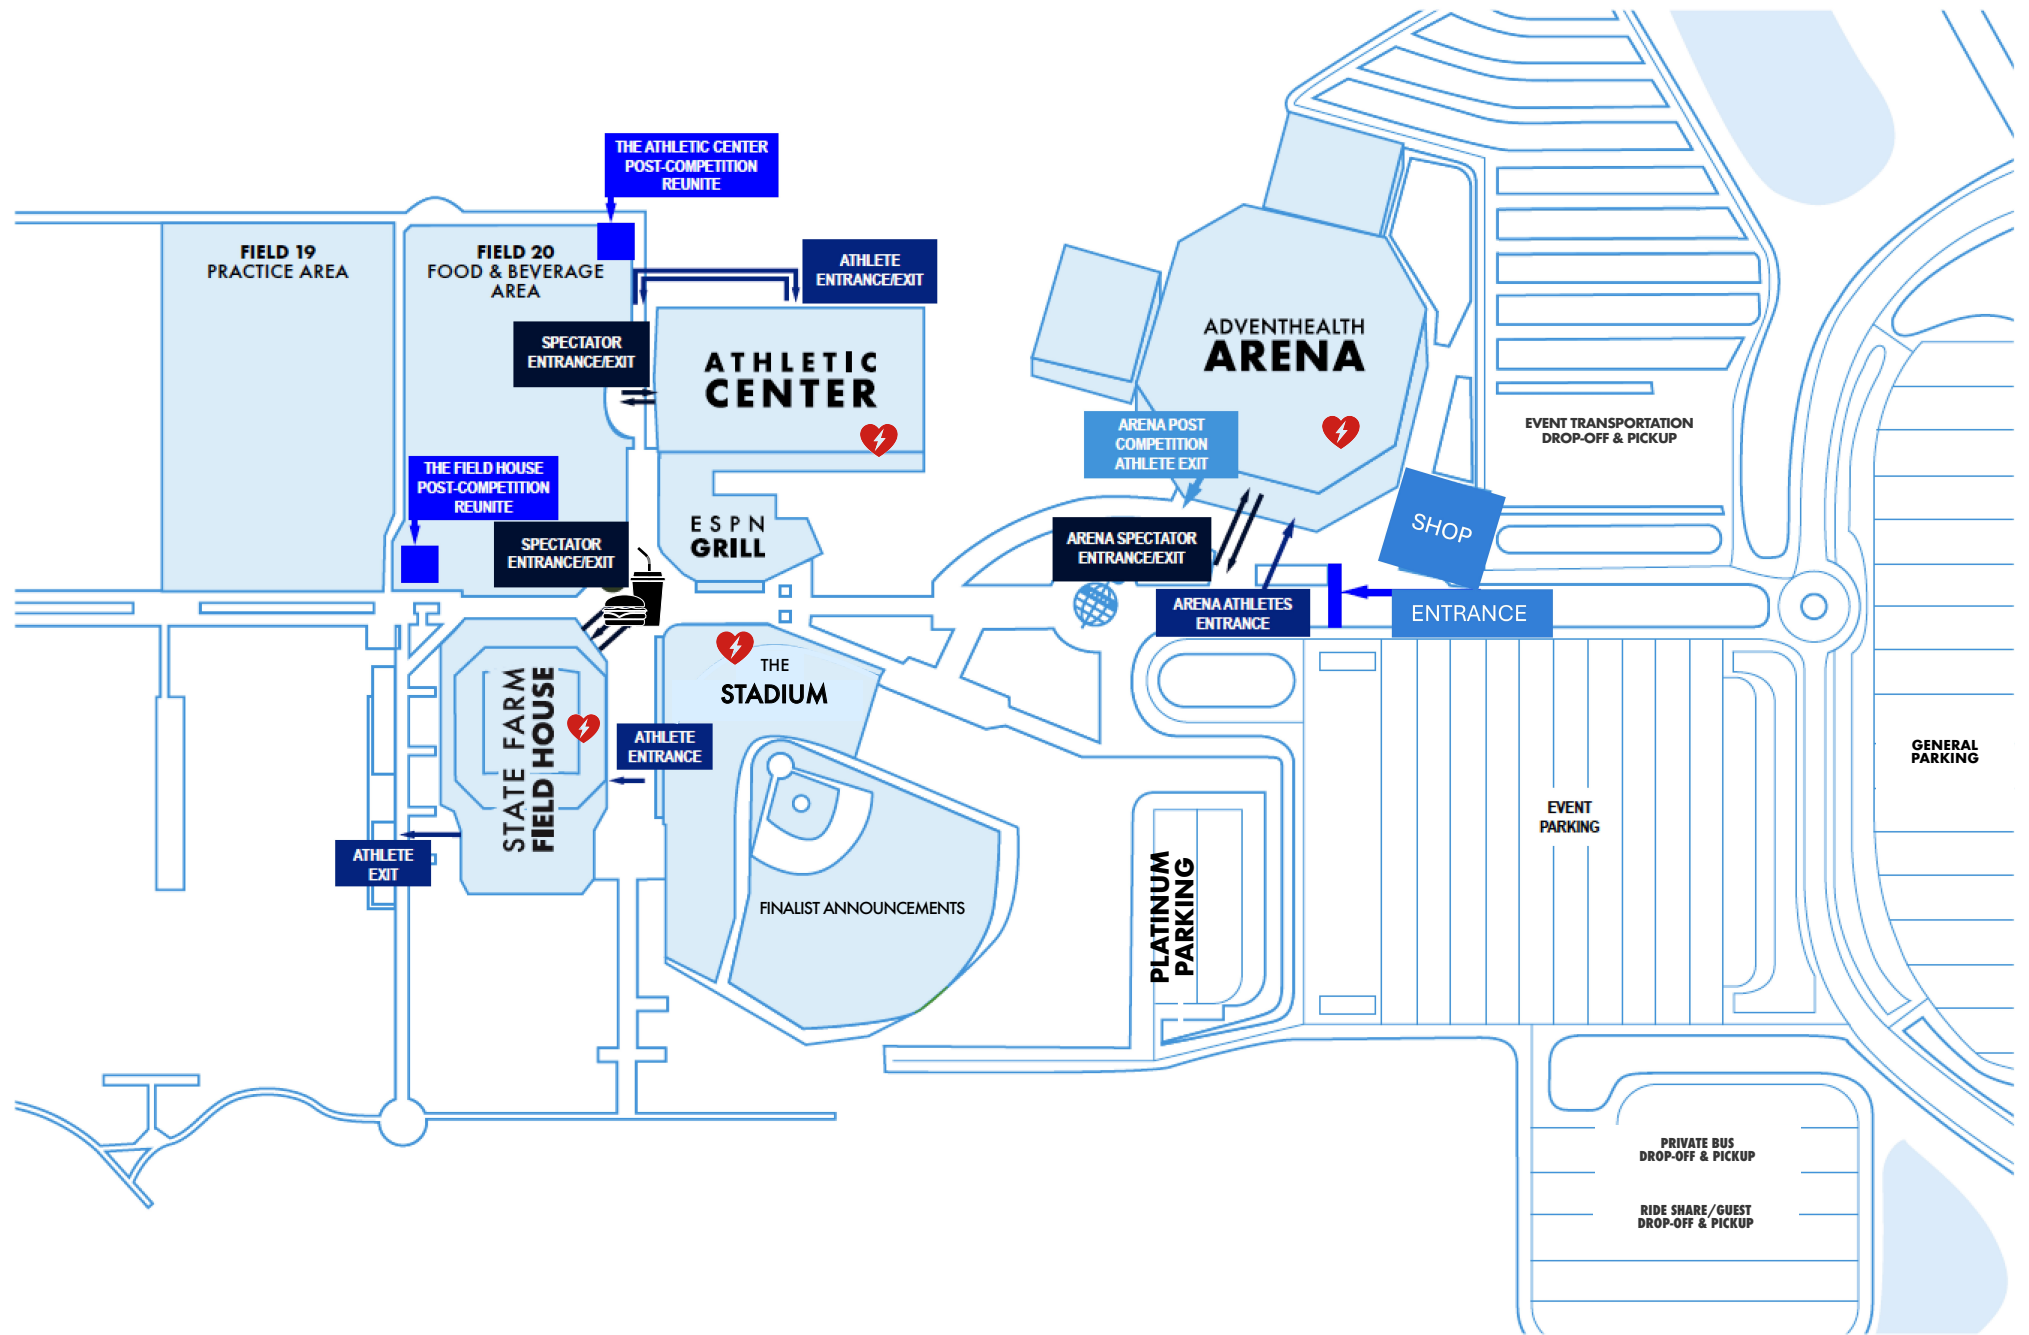 THE ATHLETIC CENTER
POST-COMPETITION
REUNITE
FIELD 19
PRACTICE AREA
FIELD 20
FOOD & BEVERAGE
AREA
ATHLETE
ENTRANCE/EXIT
SPECTATOR
ENTRANCE/EXIT
ATHLETIC
CENTER
ADVENTHEALTH
ARENA
ARENA POST
COMPETITION
ATHLETE EXIT
EVENT TRANSPORTATION
DROP-OFF & PICKUP
THE FIELD HOUSE
POST-COMPETITION
REUNITE
SPECTATOR
ENTRANCE/EXIT
ESPN
GRILL
ARENA SPECTATOR
ENTRANCE/EXIT
SHOP
ARENA ATHLETES
ENTRANCE
ENTRANCE
THE
STADIUM
STATE FARM
FIELD HOUSE
ATHLETE
ENTRANCE
ATHLETE
EXIT
FINALIST ANNOUNCEMENTS
PLATINUM
PARKING
EVENT
PARKING
GENERAL
PARKING
PRIVATE BUS
DROP-OFF & PICKUP
RIDE SHARE/GUEST
DROP-OFF & PICKUP